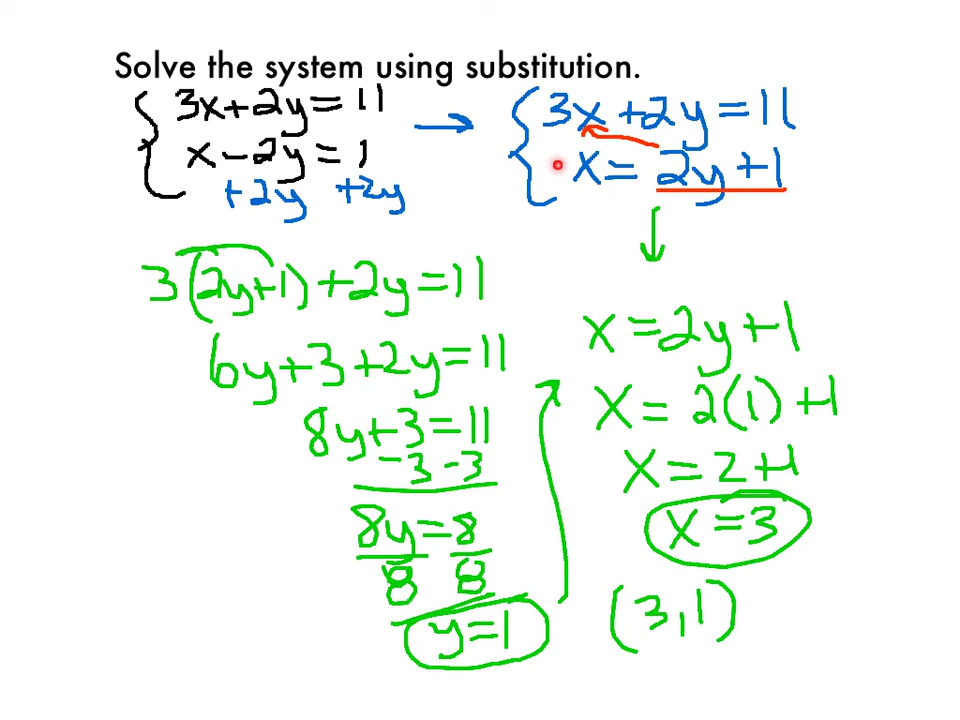 Solve the system using substitution.
3x+2y=11
x-2y=1
+2y +2y
3x+2y=11
x=2y+1
3(2y+1)+2y=11
6y+3+2y=11
8y+3=11
-3 -3
8y=8
8 8
y=1
x=2y+1
x=2(1)+1
x=2+1
x=3
(3,1)